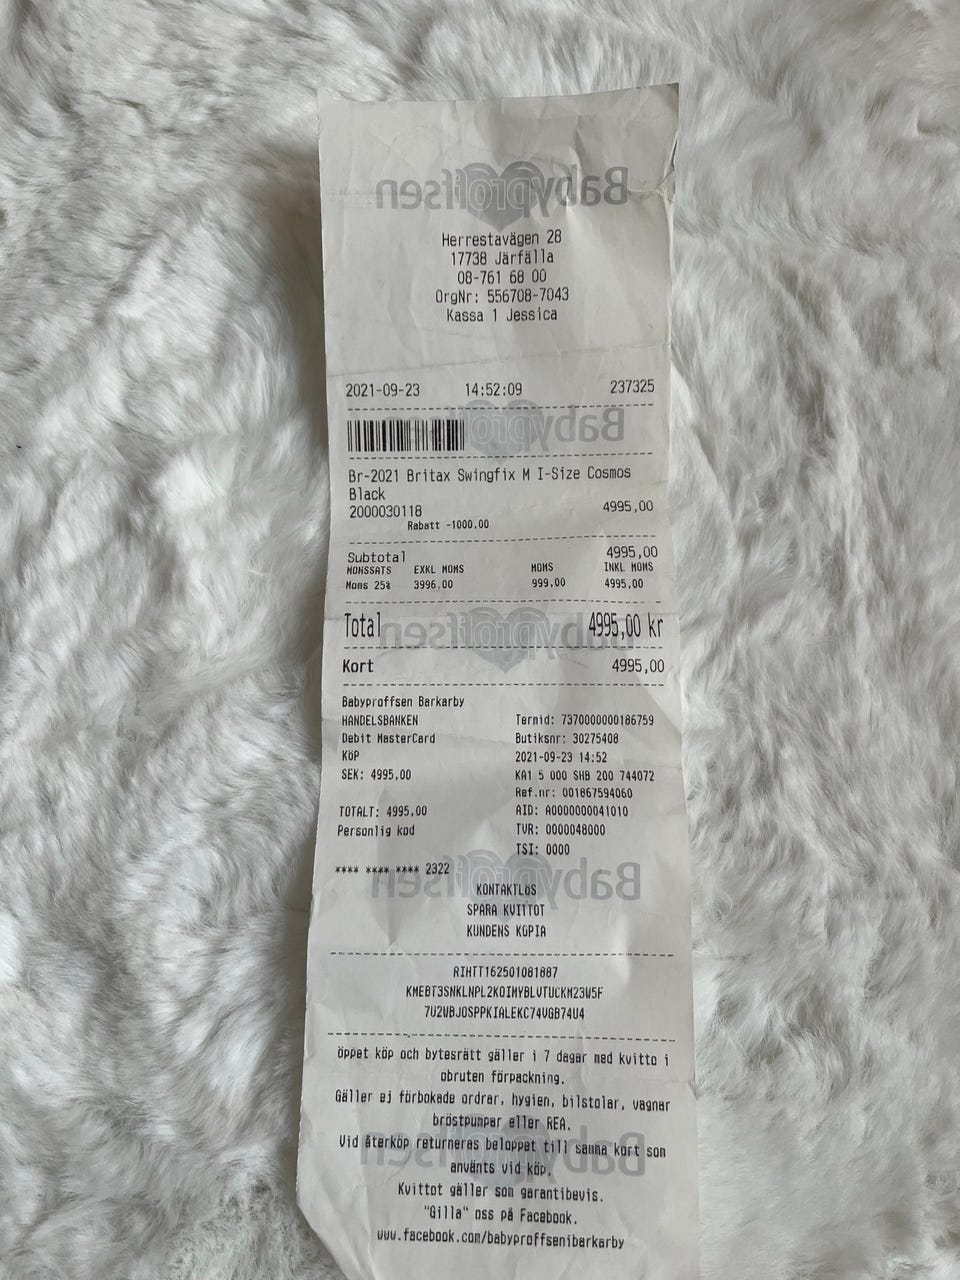 Babyproffsen
Herrestavägen 28
17738 Järfälla
08-761 68 00
OrgNr: 556708-7043
Kassa 1 Jessica
2021-09-23 14:52:09 237325
Babyproffsen
Br-2021 Britax Swingfix M I-Size Cosmos
Black
2000030118 4995,00
Rabatt -1000,00
Subtotal 4995,00
MOMSSATS EXKL MOMS MOMS INKL MOMS
Moms 25% 3996,00 999,00 4995,00
Babyproffsen
Total 4995,00 kr
Kort 4995,00
Babyproffsen Barkarby
HANDELSBANKEN Termid: 7370000000186759
Debit MasterCard Butiksnr: 30275408
KöP 2021-09-23 14:52
SEK: 4995,00 KA1 5 000 SHB 200 744072
Ref.nr: 001867594060
TOTALT: 4995,00 AID: A0000000041010
Personlig kod TVR: 0000048000
TSI: 0000
**** **** **** 2322
Babyproffsen
KONTAKTLöS
SPARA KVITTOT
KUNDENS KOPIA
RIHTT162501081887
KMEBT3SNKLNPL2KOIMYBLVTUCKM23W5F
7U2WBJOSPPKIALEKC74VGB74U4
öppet köp och bytesrätt gäller i 7 dagar med kvitto i
obruten förpackning.
Gäller ej förbokade ordrar, hygien, bilstolar, vagnar
bröstpumpar eller REA.
Babyproffsen
Vid återköp returneras beloppet till samma kort som
använts vid köp.
Kvittot gäller som garantibevis.
"Gilla" oss på Facebook.
www.facebook.com/babyproffsenibarkarby